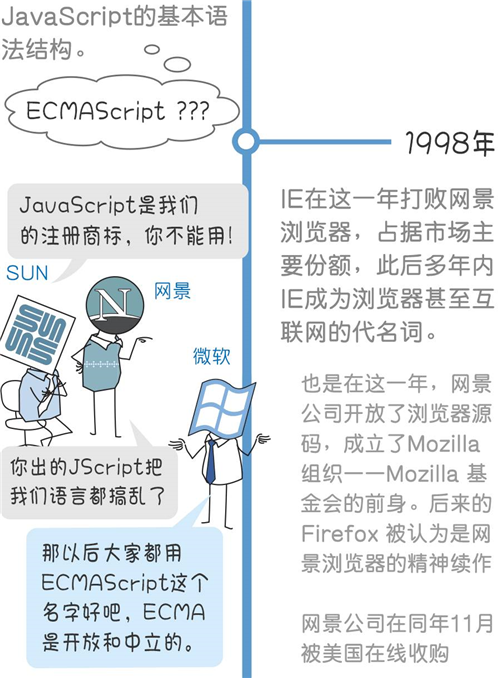 JavaScript的基本语
法结构。
ECMAScript ???
1998年
JavaScript是我们
的注册商标，你不能用！
SUN
网景
N
微软
你出的JScript把
我们语言都搞乱了
那以后大家都用
ECMAScript这个
名字好吧，ECMA
是开放和中立的。
IE在这一年打败网景
浏览器，占据市场主
要份额，此后多年内
IE成为浏览器甚至互
联网的代名词。
也是在这一年，网景
公司开放了浏览器源
码，成立了Mozilla
组织——Mozilla 基
金会的前身。后来的
Firefox 被认为是网
景浏览器的精神续作
网景公司在同年11月
被美国在线收购